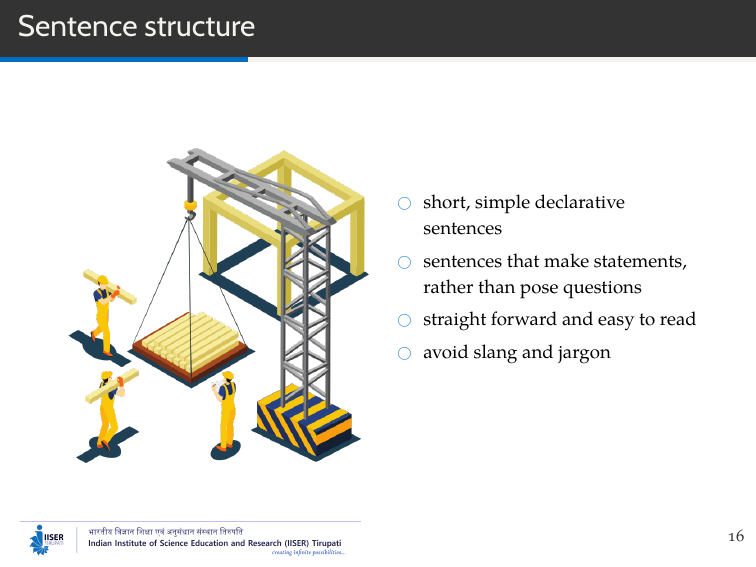 Sentence structure
short, simple declarative
sentences
sentences that make statements,
rather than pose questions
straight forward and easy to read
avoid slang and jargon
IISER
TIRUPATI
भारतीय विज्ञान शिक्षा एवं अनुसंधान संस्थान तिरुपति
Indian Institute of Science Education and Research (IISER) Tirupati
creating infinite possibilities...
16